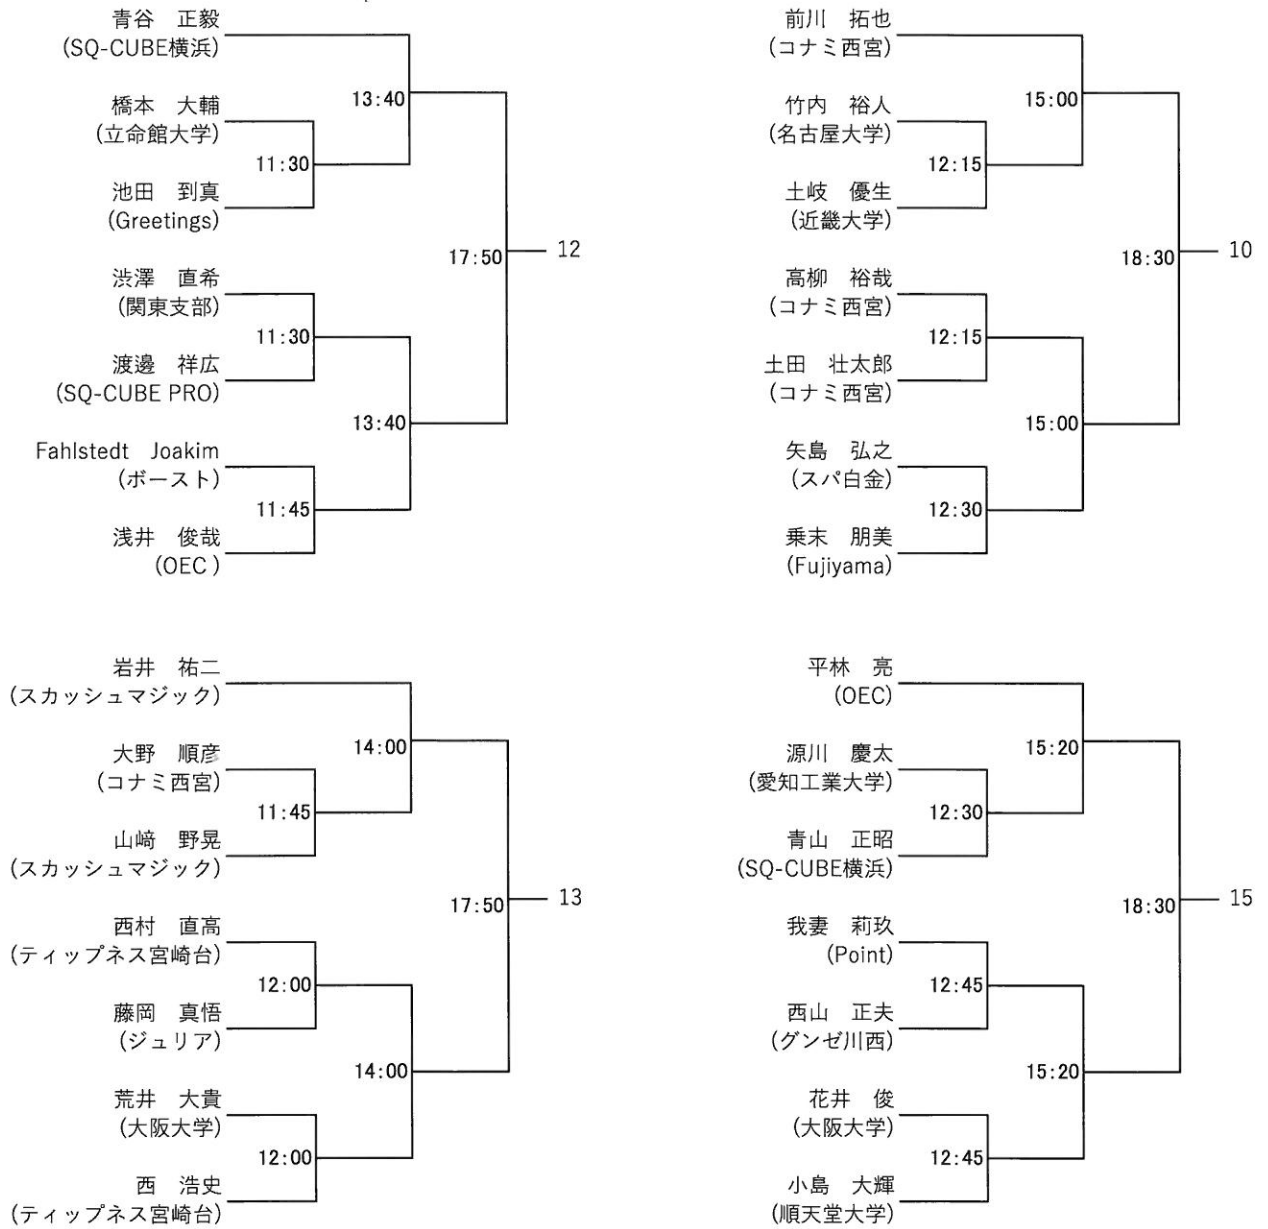 青谷　正毅
(SQ-CUBE横浜)
13:40
橋本　大輔
(立命館大学)
11:30
池田　到真
(Greetings)
17:50
12
渋澤　直希
(関東支部)
11:30
渡邊　祥広
(SQ-CUBE PRO)
13:40
Fahlstedt　Joakim
(ボースト)
11:45
浅井　俊哉
(OEC )
前川　拓也
(コナミ西宮)
15:00
竹内　裕人
(名古屋大学)
12:15
土岐　優生
(近畿大学)
18:30
10
高柳　裕哉
(コナミ西宮)
12:15
土田　壮太郎
(コナミ西宮)
15:00
矢島　弘之
(スパ白金)
12:30
乗末　朋美
(Fujiyama)
岩井　祐二
(スカッシュマジック)
14:00
大野　順彦
(コナミ西宮)
11:45
山﨑　野晃
(スカッシュマジック)
17:50
13
西村　直高
(ティップネス宮崎台)
12:00
藤岡　真悟
(ジュリア)
14:00
荒井　大貴
(大阪大学)
12:00
西　浩史
(ティップネス宮崎台)
平林　亮
(OEC)
15:20
源川　慶太
(愛知工業大学)
12:30
青山　正昭
(SQ-CUBE横浜)
18:30
15
我妻　莉玖
(Point)
12:45
西山　正夫
(グンゼ川西)
15:20
花井　俊
(大阪大学)
12:45
小島　大輝
(順天堂大学)